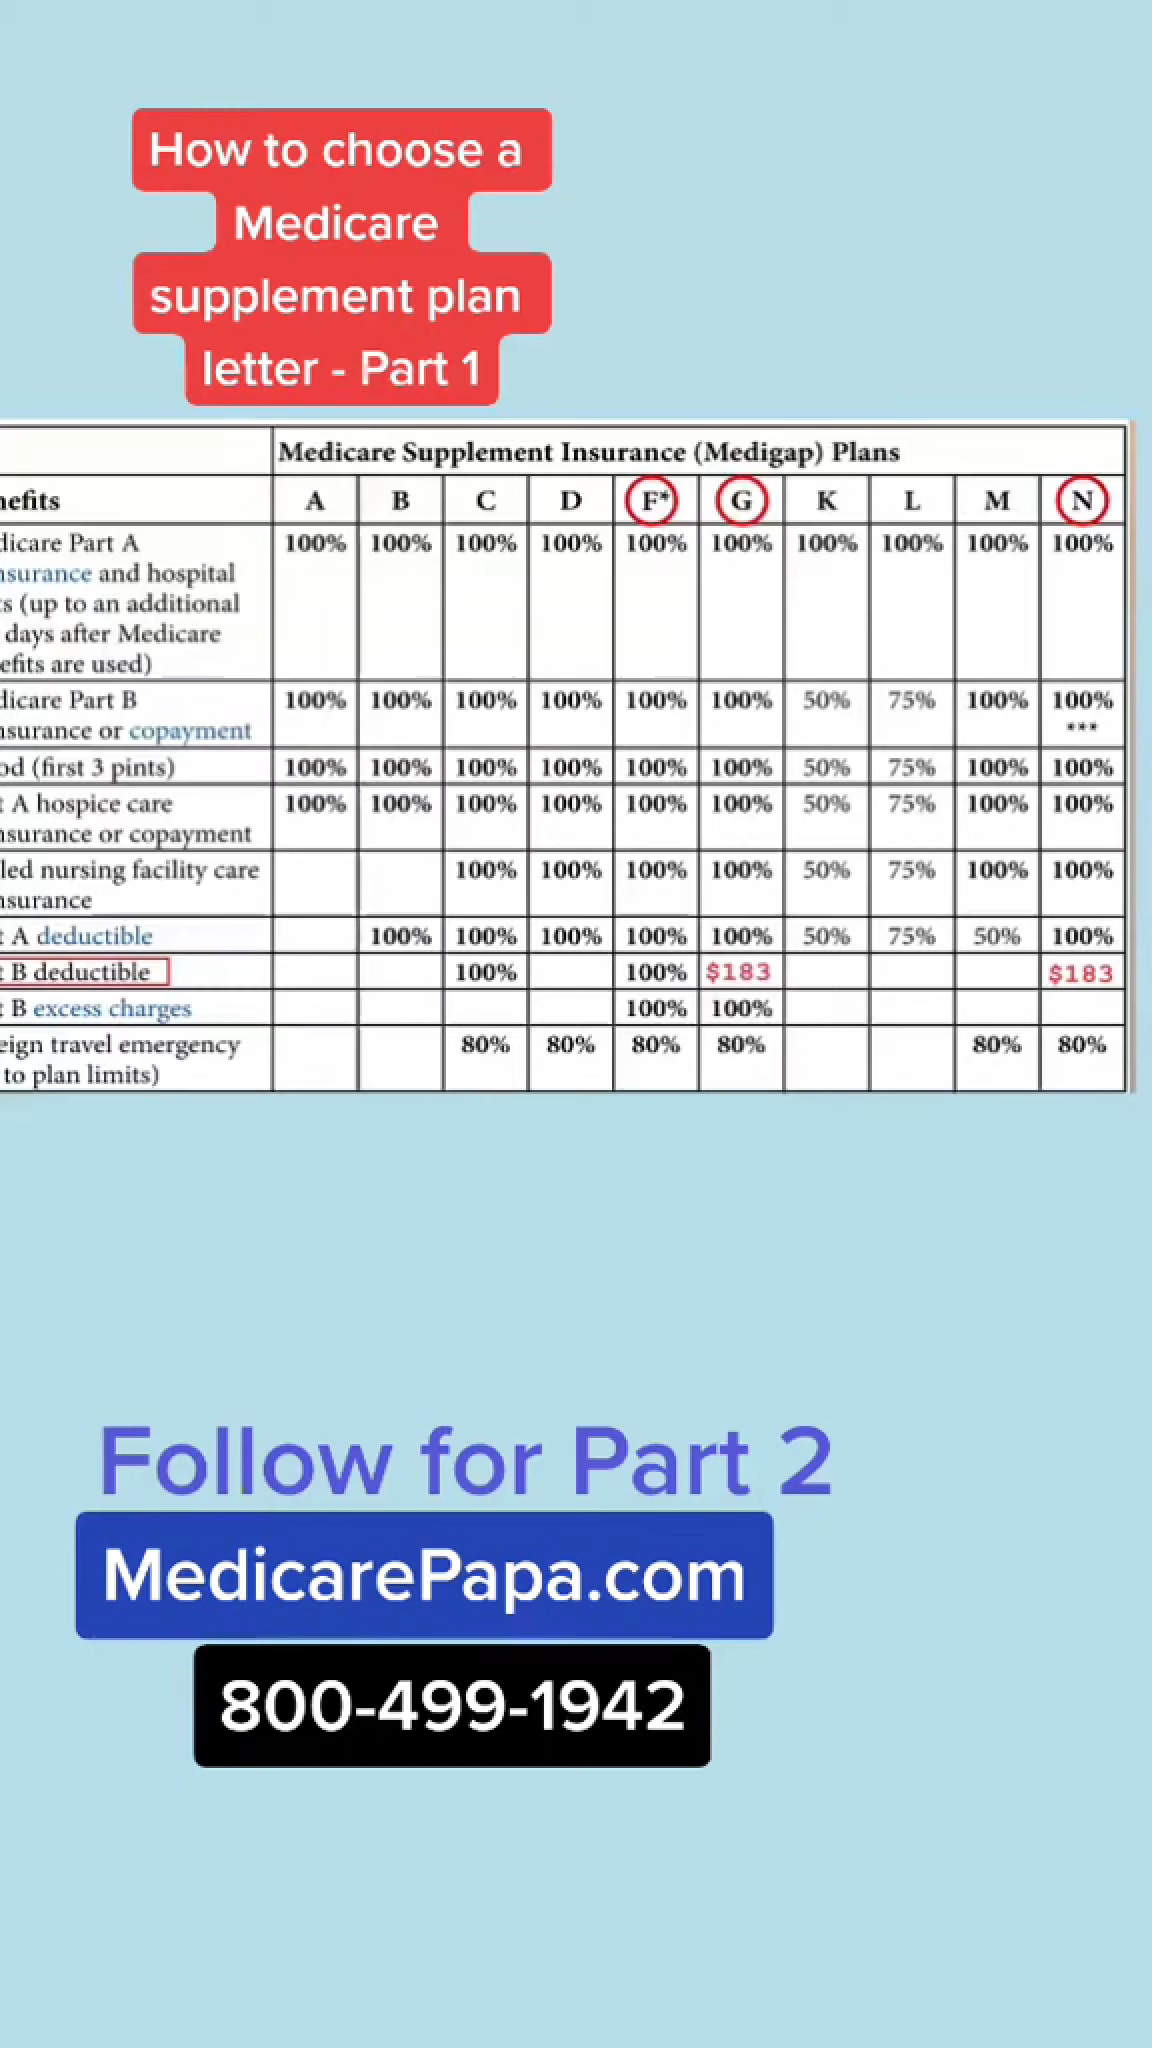 How to choose a
Medicare
supplement plan
letter - Part 1
Medicare Supplement Insurance (Medigap) Plans
nefits A B C D F* G K L M N
dicare Part A 100% 100% 100% 100% 100% 100% 100% 100% 100% 100%
nsurance and hospital
ts (up to an additional
days after Medicare
efits are used)
dicare Part B 100% 100% 100% 100% 100% 100% 50% 75% 100% 100%
nsurance or copayment ***
od (first 3 pints) 100% 100% 100% 100% 100% 100% 50% 75% 100% 100%
t A hospice care 100% 100% 100% 100% 100% 100% 50% 75% 100% 100%
nsurance or copayment
led nursing facility care 100% 100% 100% 100% 50% 75% 100% 100%
nsurance
t A deductible 100% 100% 100% 100% 100% 50% 75% 50% 100%
t B deductible 100% 100% $183 $183
t B excess charges 100% 100%
eign travel emergency 80% 80% 80% 80% 80% 80%
to plan limits)
Follow for Part 2
MedicarePapa.com
800-499-1942